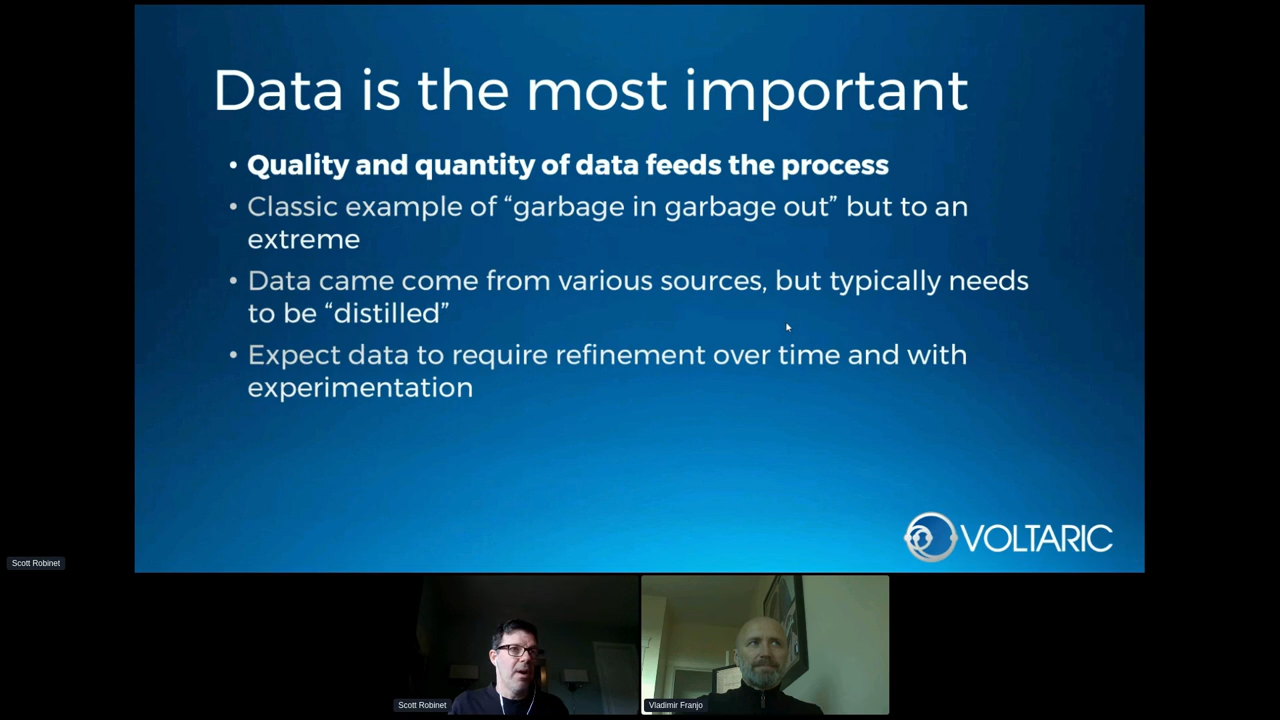 Data is the most important
• Quality and quantity of data feeds the process
• Classic example of “garbage in garbage out” but to an
extreme
• Data came come from various sources, but typically needs
to be “distilled”
• Expect data to require refinement over time and with
experimentation
VOLTARIC
Scott Robinet
Scott Robinet
Vladimir Franjo